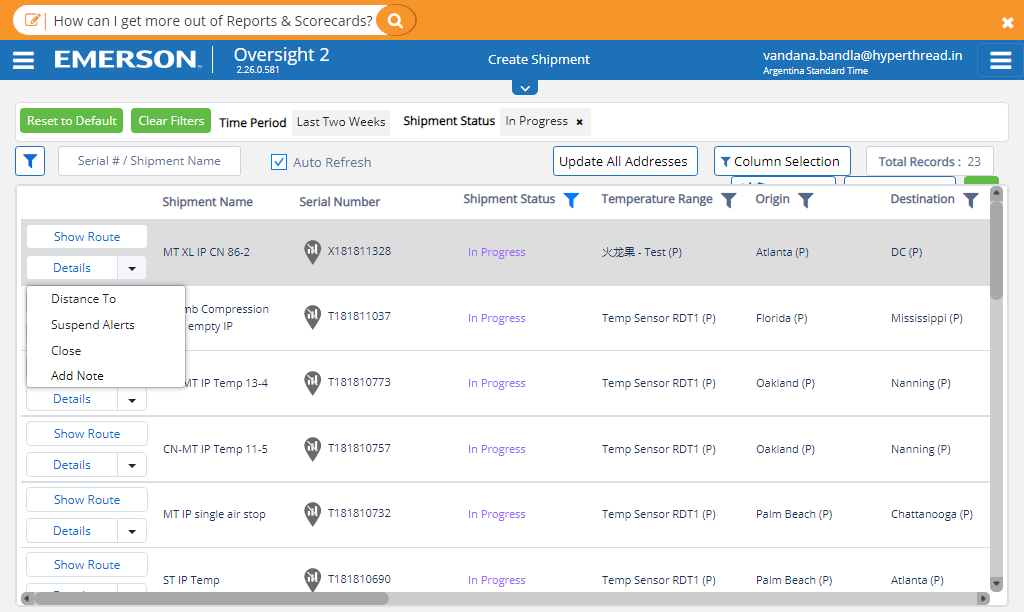 How can I get more out of Reports & Scorecards?
EMERSON
Oversight 2
2.26.0.581
Create Shipment
vandana.bandla@hyperthread.in
Argentina Standard Time
Reset to Default
Clear Filters
Time Period
Last Two Weeks
Shipment Status
In Progress ×
Serial # / Shipment Name
Auto Refresh
Update All Addresses
Column Selection
Total Records : 23
Shipment Name
Serial Number
Shipment Status
Temperature Range
Origin
Destination
Show Route
Details
MT XL IP CN 86-2
X181811328
In Progress
火龙果 - Test (P)
Atlanta (P)
DC (P)
Distance To
Suspend Alerts
Close
Add Note
mb Compression
empty IP
T181811037
In Progress
Temp Sensor RDT1 (P)
Florida (P)
Mississippi (P)
Details
MT IP Temp 13-4
T181810773
In Progress
Temp Sensor RDT1 (P)
Oakland (P)
Nanning (P)
Show Route
Details
CN-MT IP Temp 11-5
T181810757
In Progress
Temp Sensor RDT1 (P)
Oakland (P)
Nanning (P)
Show Route
Details
MT IP single air stop
T181810732
In Progress
Temp Sensor RDT1 (P)
Palm Beach (P)
Chattanooga (P)
Show Route
ST IP Temp
T181810690
In Progress
Temp Sensor RDT1 (P)
Palm Beach (P)
Atlanta (P)